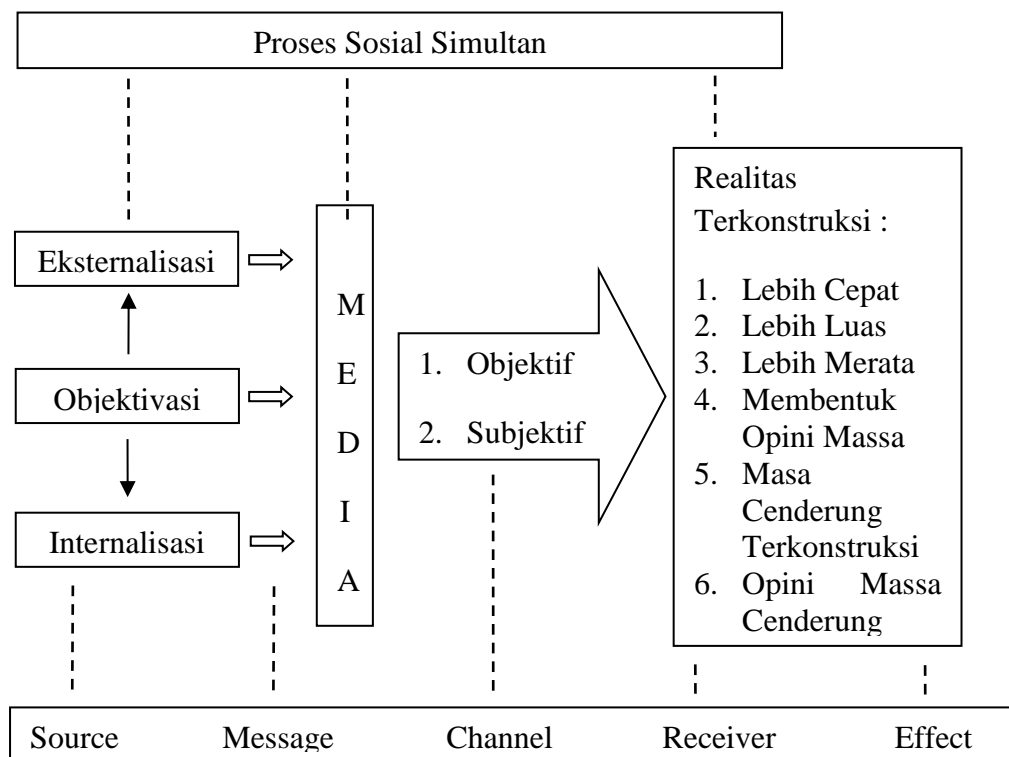 Proses Sosial Simultan
Eksternalisasi
Objektivasi
Internalisasi
M
E
D
I
A
1. Objektif
2. Subjektif
Realitas
Terkonstruksi :
1. Lebih Cepat
2. Lebih Luas
3. Lebih Merata
4. Membentuk
Opini Massa
5. Masa
Cenderung
Terkonstruksi
6. Opini Massa
Cenderung
Source Message Channel Receiver Effect